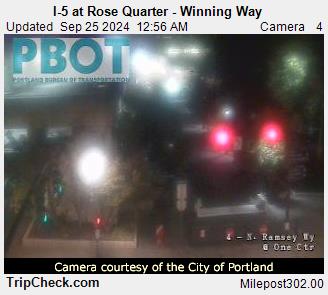 I-5 at Rose Quarter - Winning Way
Updated Sep 25 2024 12:56 AM Camera 4
PBOT
PORTLAND BUREAU OF TRANSPORTATION
4 - N. Ramsey Wy
@ One Ctr
Camera courtesy of the City of Portland
TripCheck.com Milepost302.00